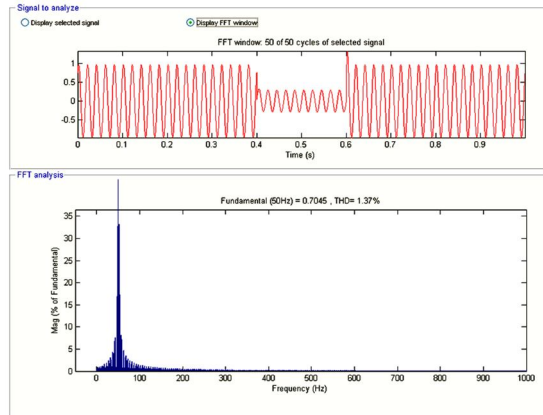 Signal to analyze
Display selected signal
Display FFT window
FFT window: 50 of 50 cycles of selected signal
1
0.5
0
-0.5
0 0.1 0.2 0.3 0.4 0.5 0.6 0.7 0.8 0.9
Time (s)
FFT analysis
Fundamental (50Hz) = 0.7045 , THD= 1.37%
Mag (% of Fundamental)
35
30
25
20
15
10
5
0
0 100 200 300 400 500 600 700 800 900 1000
Frequency (Hz)